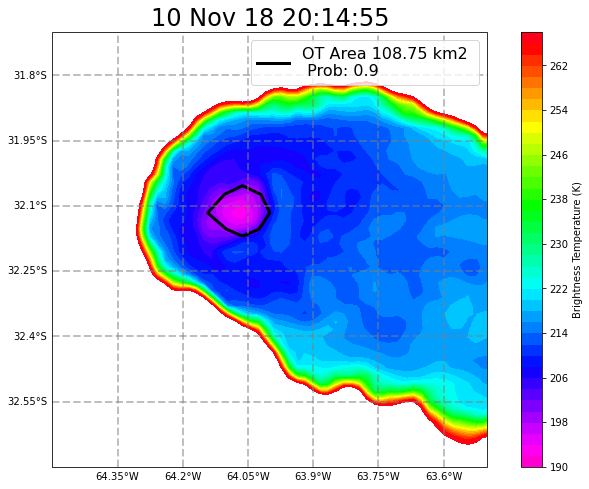 10 Nov 18 20:14:55
OT Area 108.75 km2
Prob: 0.9
31.8°S
31.95°S
32.1°S
32.25°S
32.4°S
32.55°S
64.35°W
64.2°W
64.05°W
63.9°W
63.75°W
63.6°W
262
254
246
238
230
222
214
206
198
190
Brightness Temperature (K)